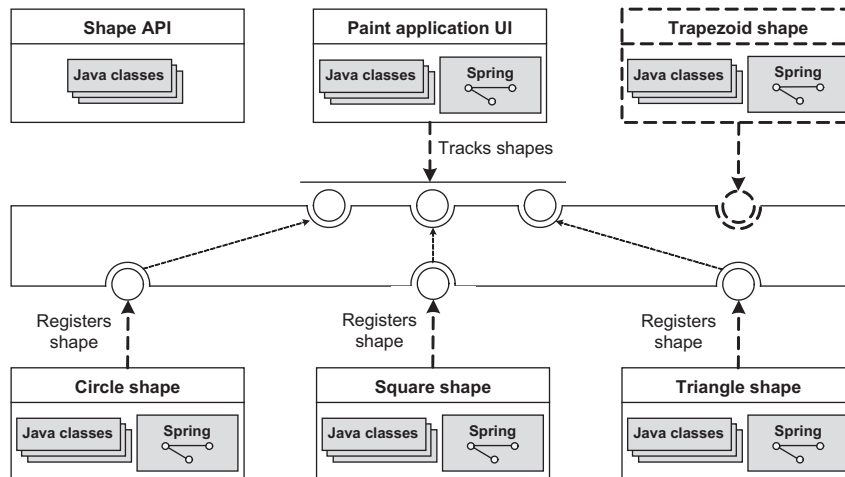 Shape API
Java classes
Paint application UI
Java classes
Spring
Trapezoid shape
Java classes
Spring
Tracks shapes
Registers
shape
Registers
shape
Registers
shape
Circle shape
Java classes
Spring
Square shape
Java classes
Spring
Triangle shape
Java classes
Spring